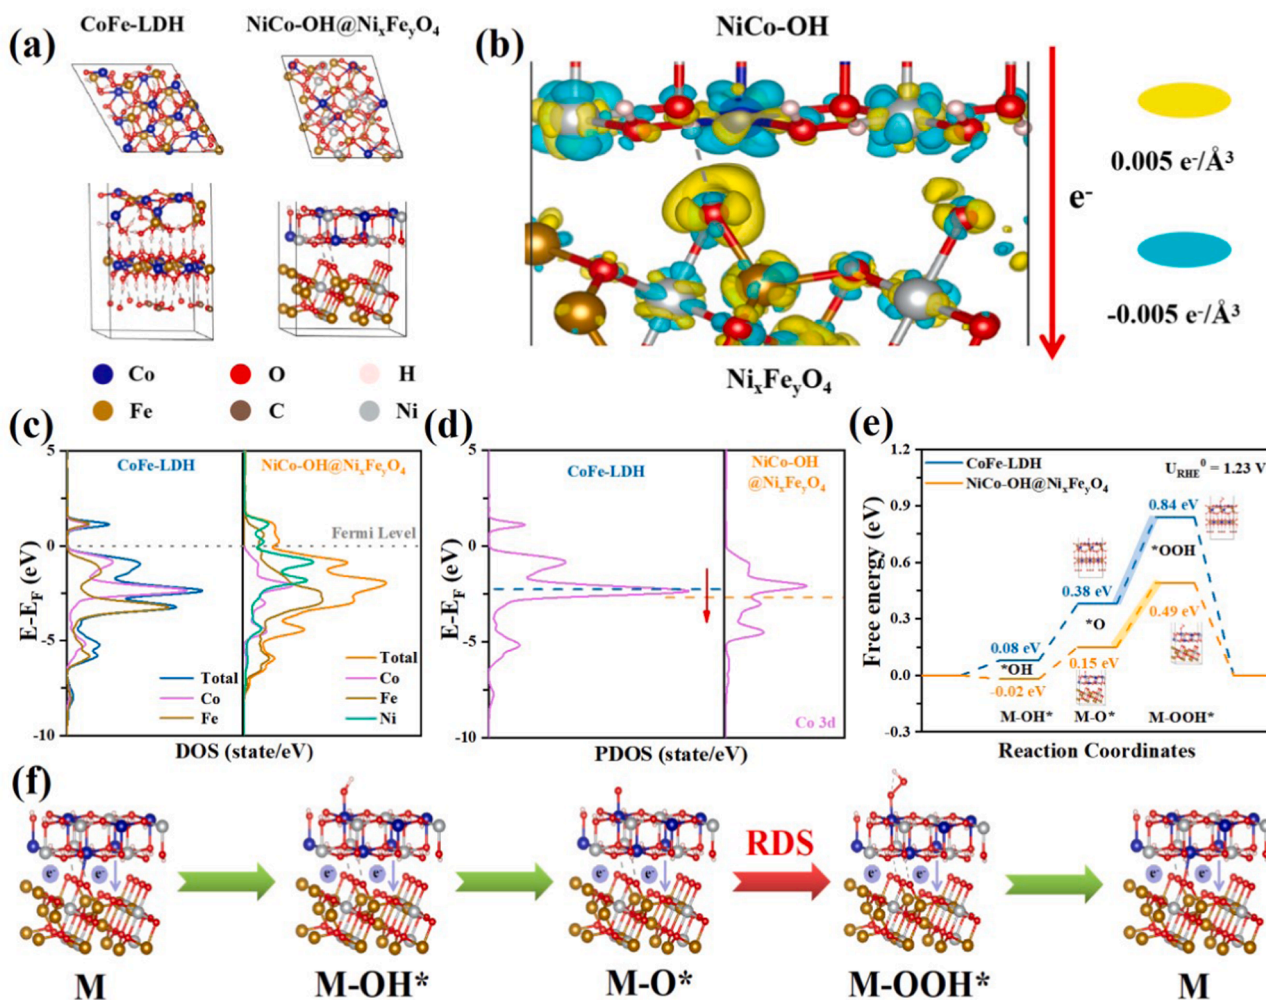 (a)
CoFe-LDH
NiCo-OH@NixFeyO4
Co
O
H
Fe
C
Ni
(b)
NiCo-OH
e-
0.005 e-/Å3
-0.005 e-/Å3
NixFeyO4
(c)
5
0
-5
-10
E-EF (eV)
CoFe-LDH
NiCo-OH@NixFeyO4
Fermi Level
Total
Co
Fe
Total
Co
Fe
Ni
DOS (state/eV)
(d)
5
0
-5
-10
E-EF (eV)
CoFe-LDH
NiCo-OH
@NixFeyO4
Co 3d
PDOS (state/eV)
(e)
1.2
0.9
0.6
0.3
0.0
-0.3
Free energy (eV)
CoFe-LDH
NiCo-OH@NixFeyO4
URHE0 = 1.23 V
0.84 eV
*OOH
0.38 eV
*O
0.49 eV
0.08 eV
*OH
0.15 eV
-0.02 eV
M-OH*
M-O*
M-OOH*
Reaction Coordinates
(f)
RDS
e-
e-
e-
e-
e-
e-
e-
e-
e-
e-
M
M-OH*
M-O*
M-OOH*
M